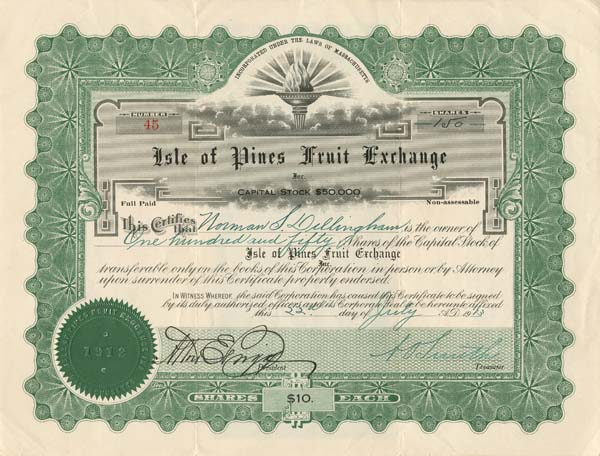 INCORPORATED UNDER THE LAWS OF MASSACHUSETTS
NUMBER
45
SHARES
150
Isle of Pines Fruit Exchange
Inc.
CAPITAL STOCK $50,000
Full Paid
Non-assessable
This Certifies that Norman S. Dillingham is the owner of
One hundred and fifty Shares of the Capital Stock of
Isle of Pines Fruit Exchange
Inc.
transferable only on the books of this Corporation in person or by Attorney
upon surrender of this Certificate properly endorsed.
IN WITNESS WHEREOF, the said Corporation has caused this Certificate to be signed
by its duly authorized officers and its Corporate Seal to be hereunto affixed
this 22nd day of July A.D. 1913
President
Treasurer
1912
SHARES
$10.
EACH